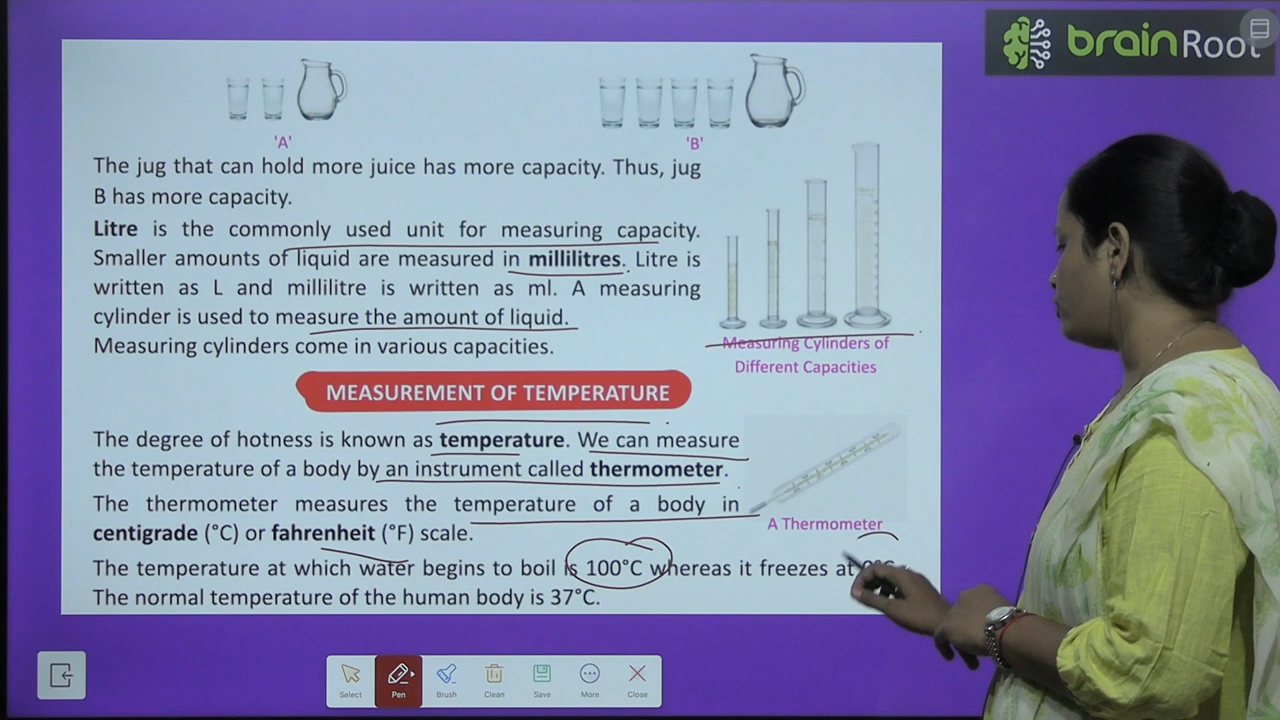 brain Root
'A'
'B'
The jug that can hold more juice has more capacity. Thus, jug
B has more capacity.
Litre is the commonly used unit for measuring capacity.
Smaller amounts of liquid are measured in millilitres. Litre is
written as L and millilitre is written as ml. A measuring
cylinder is used to measure the amount of liquid.
Measuring cylinders come in various capacities.
Measuring Cylinders of
Different Capacities
MEASUREMENT OF TEMPERATURE
The degree of hotness is known as temperature. We can measure
the temperature of a body by an instrument called thermometer.
The thermometer measures the temperature of a body in
centigrade (°C) or fahrenheit (°F) scale.
A Thermometer
The temperature at which water begins to boil is 100°C whereas it freezes at 0°C.
The normal temperature of the human body is 37°C.
Select
Pen
Brush
Clean
Save
More
Close